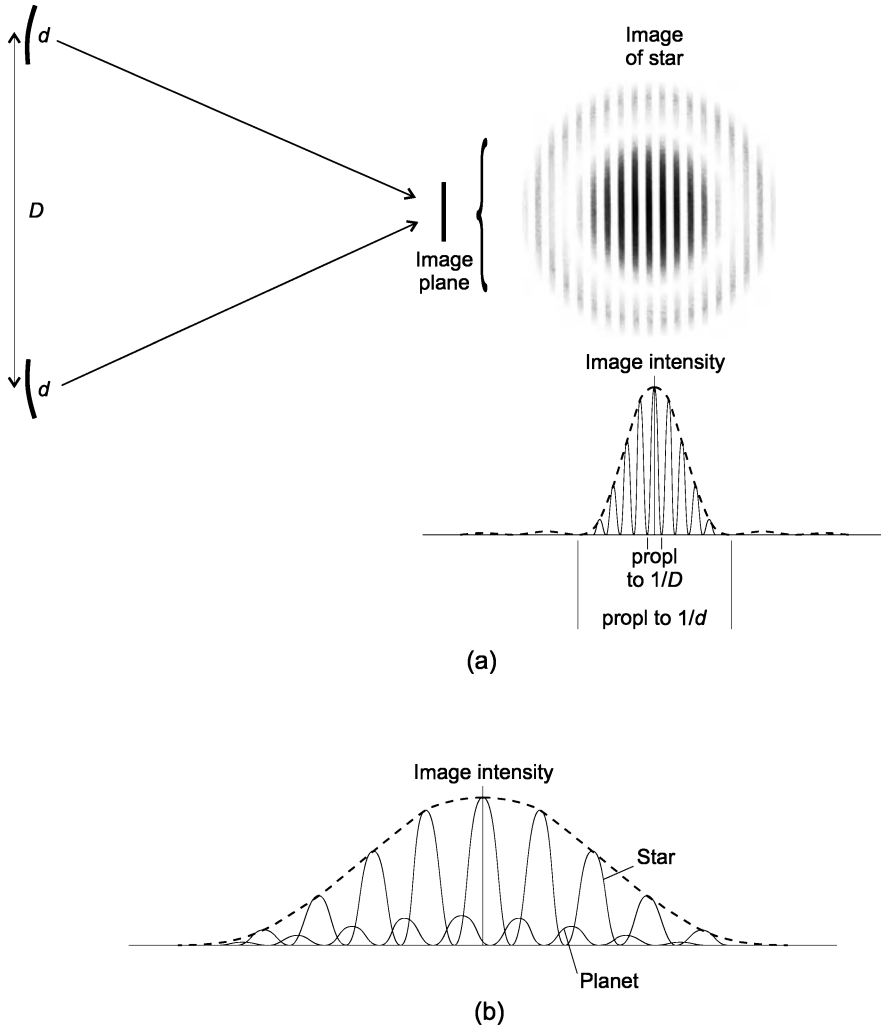 d
Image
of star
D
Image
plane
d
Image intensity
propl
to 1/D
propl to 1/d
(a)
Image intensity
Star
Planet
(b)